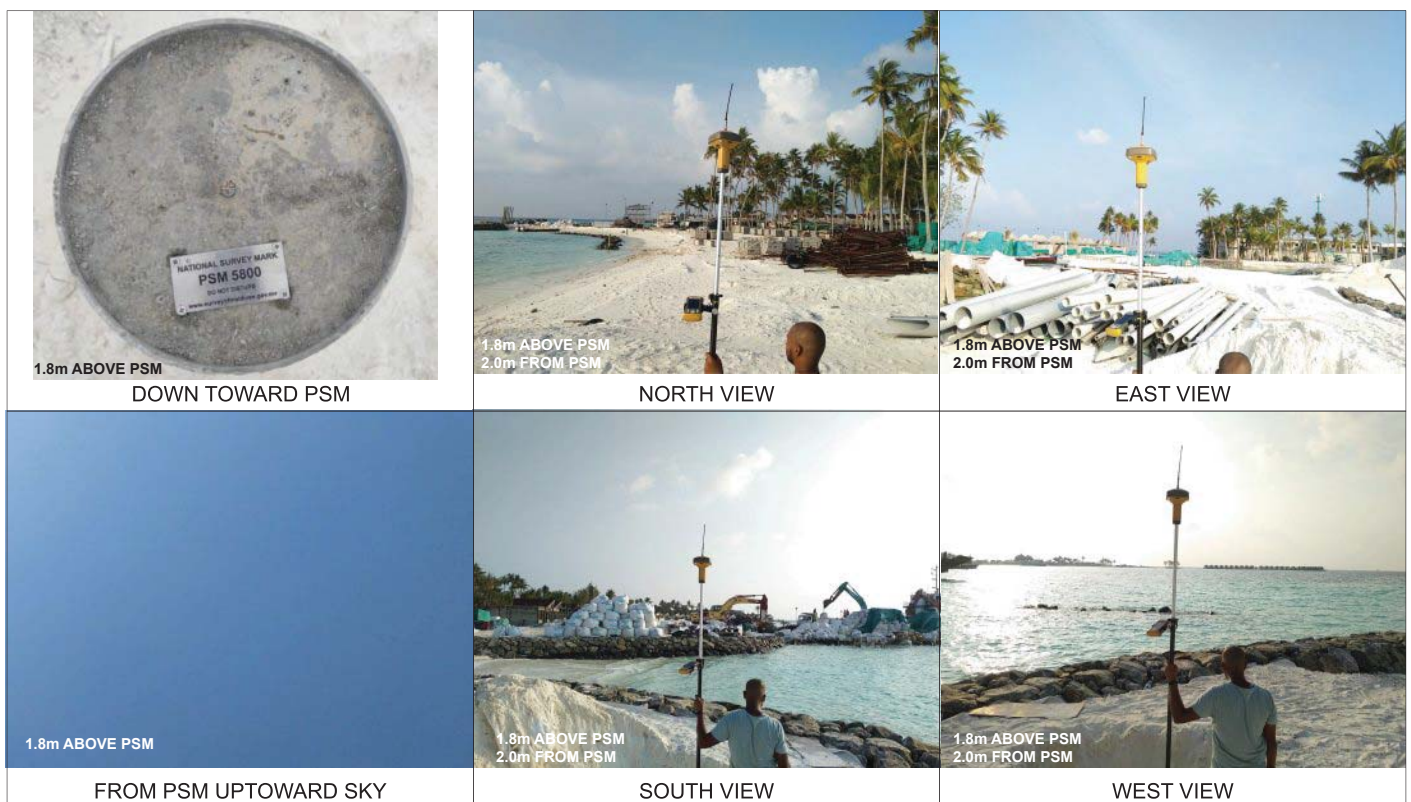 NATIONAL SURVEY MARK
PSM 5800
DO NOT DISTURB
1.8m ABOVE PSM
DOWN TOWARD PSM
1.8m ABOVE PSM
2.0m FROM PSM
NORTH VIEW
1.8m ABOVE PSM
2.0m FROM PSM
EAST VIEW
1.8m ABOVE PSM
FROM PSM UPTOWARD SKY
1.8m ABOVE PSM
2.0m FROM PSM
SOUTH VIEW
1.8m ABOVE PSM
2.0m FROM PSM
WEST VIEW